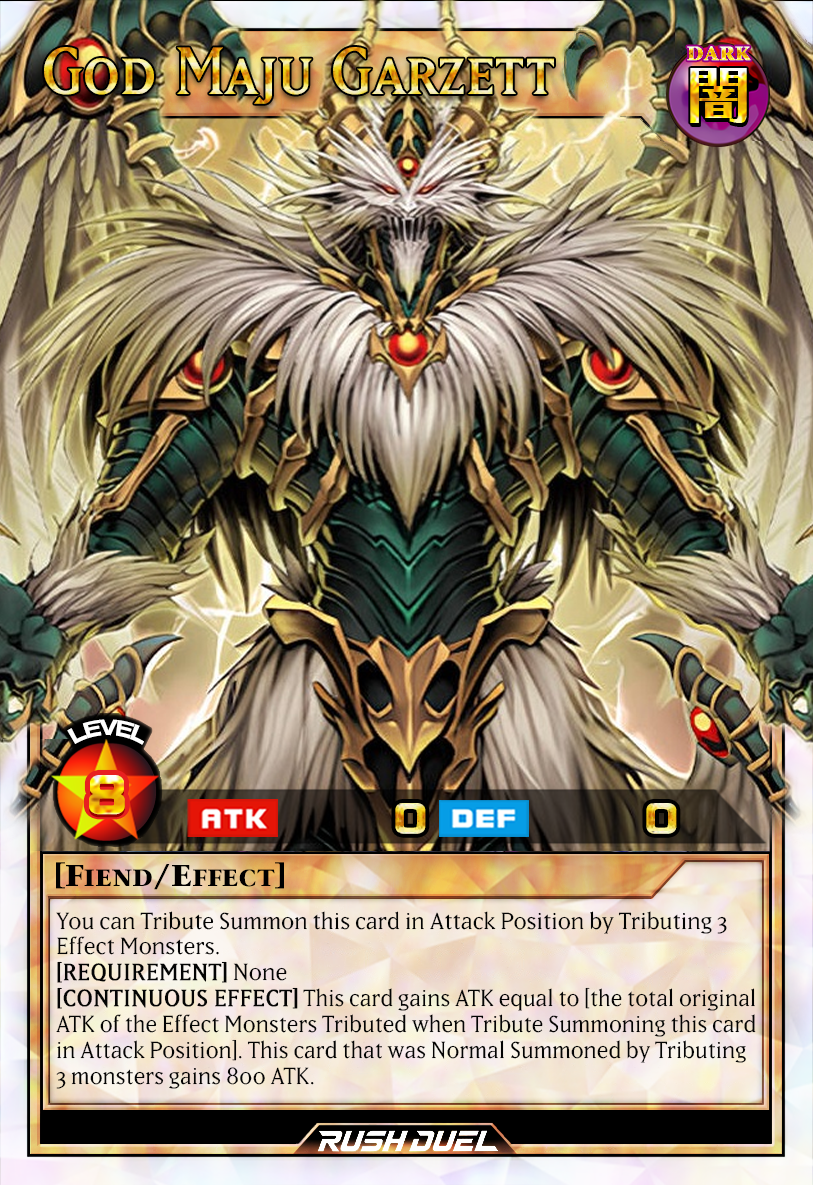 God Maju Garzett
DARK
闇
LEVEL
8
ATK 0 DEF 0
[Fiend/Effect]
You can Tribute Summon this card in Attack Position by Tributing 3
Effect Monsters.
[REQUIREMENT] None
[CONTINUOUS EFFECT] This card gains ATK equal to [the total original
ATK of the Effect Monsters Tributed when Tribute Summoning this card
in Attack Position]. This card that was Normal Summoned by Tributing
3 monsters gains 800 ATK.
RUSH DUEL